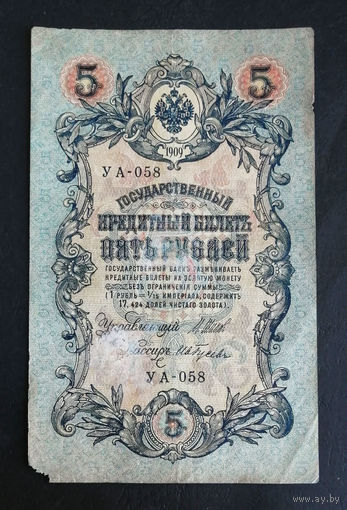 5 5
1909
УА-058
ГОСУДАРСТВЕННЫЙ
КРЕДИТНЫЙ БИЛЕТЪ
ПЯТЬ РУБЛЕЙ
ГОСУДАРСТВЕННЫЙ БАНКЪ РАЗМѢНИВАЕТЪ
КРЕДИТНЫЕ БИЛЕТЫ НА ЗОЛОТУЮ МОНЕТУ
БЕЗЪ ОГРАНИЧЕНІЯ СУММЫ
(1 РУБЛЬ = 1/15 ИМПЕРІАЛА, СОДЕРЖИТЪ
17,424 ДОЛЕЙ ЧИСТАГО ЗОЛОТА).
Управляющій
Кассиръ
УА-058
5
www.ay.by